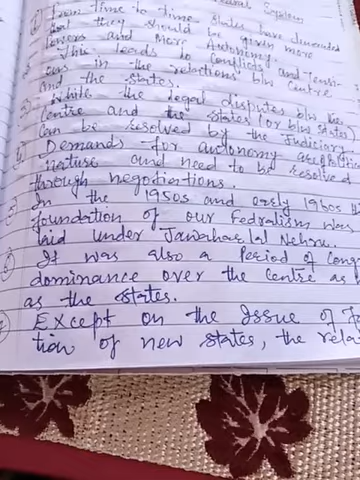 Federal System
① From time to time states have demanded
that they should be given more
powers and more Autonomy.
This leads to conflicts and tensi-
ons in the relations b/w Centre
and the states.
While the legal disputes b/w the
Centre and the states (or b/w states)
can be resolved by the Judiciary
Demands for autonomy are
nature and need to be resolved
through negotiations.
In the 1950s and early 1960s
foundation of our Federalism was
laid under Jawaharlal Nehru.
It was also a Period of Cong
dominance over the Centre as
as the states.
Except on the Issue of
tion of new states, the rela